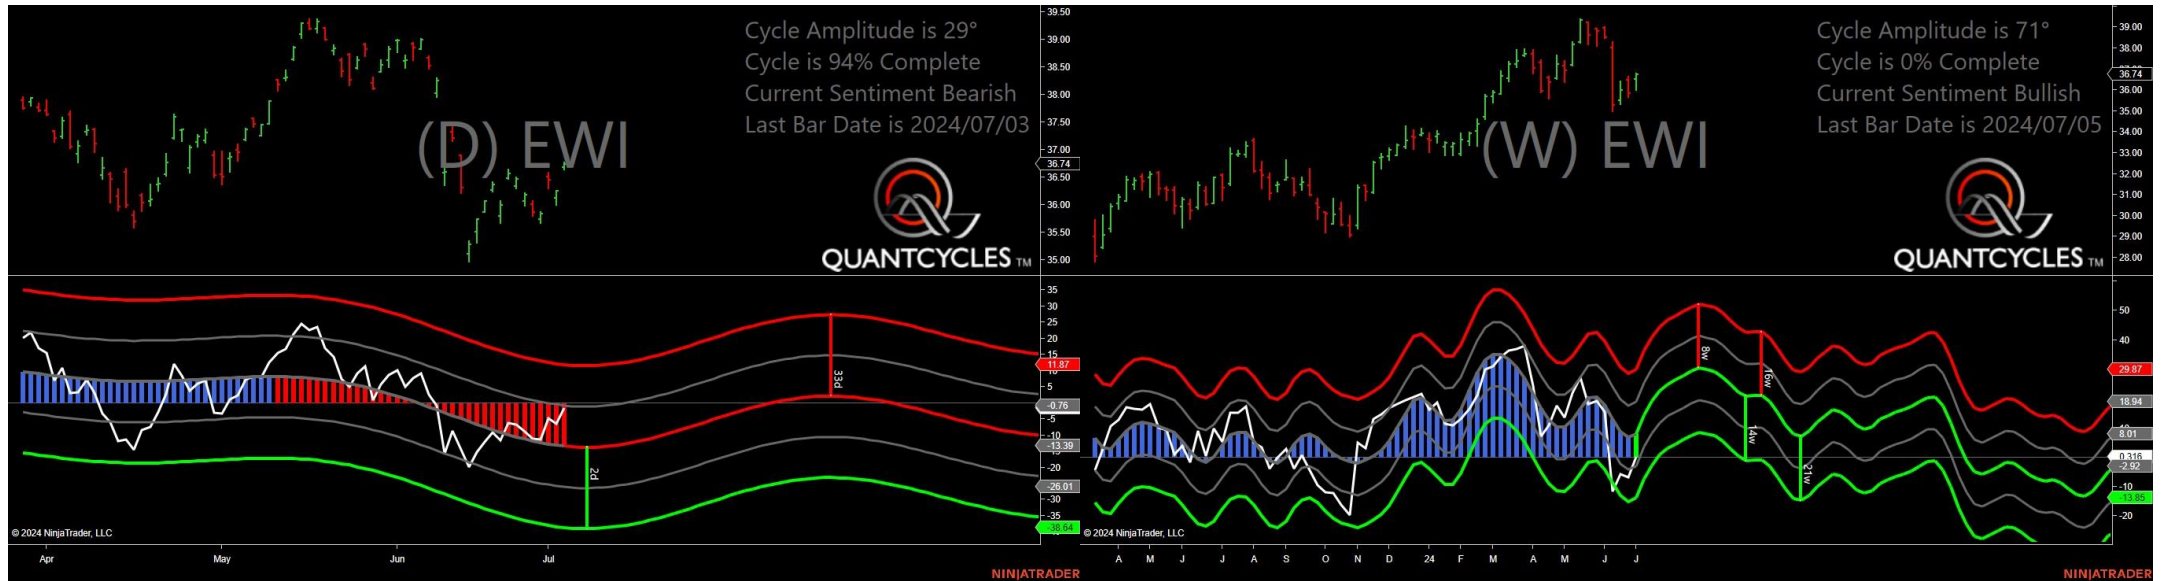 Cycle Amplitude is 29°
Cycle is 94% Complete
Current Sentiment Bearish
Last Bar Date is 2024/07/03
(D) EWI
QUANTCYCLES TM
39.50
39.00
38.50
38.00
37.50
37.00
36.74
36.50
36.00
35.50
35.00
35
30
25
20
15
11.87
5
-0.76
-5
-10
-13.39
-20
-26.01
-30
-35
-38.64
33d
2d
© 2024 NinjaTrader, LLC
Apr May Jun Jul
NINJATRADER
Cycle Amplitude is 71°
Cycle is 0% Complete
Current Sentiment Bullish
Last Bar Date is 2024/07/05
(W) EWI
QUANTCYCLES TM
39.00
38.00
36.74
36.00
35.00
34.00
33.00
32.00
31.00
30.00
29.00
28.00
50
40
29.87
18.94
8.01
0.316
-2.92
-10
-13.85
-20
8w
16w
14w
21w
© 2024 NinjaTrader, LLC
A M J J A S O N D 24 F M A M J J
NINJATRADER